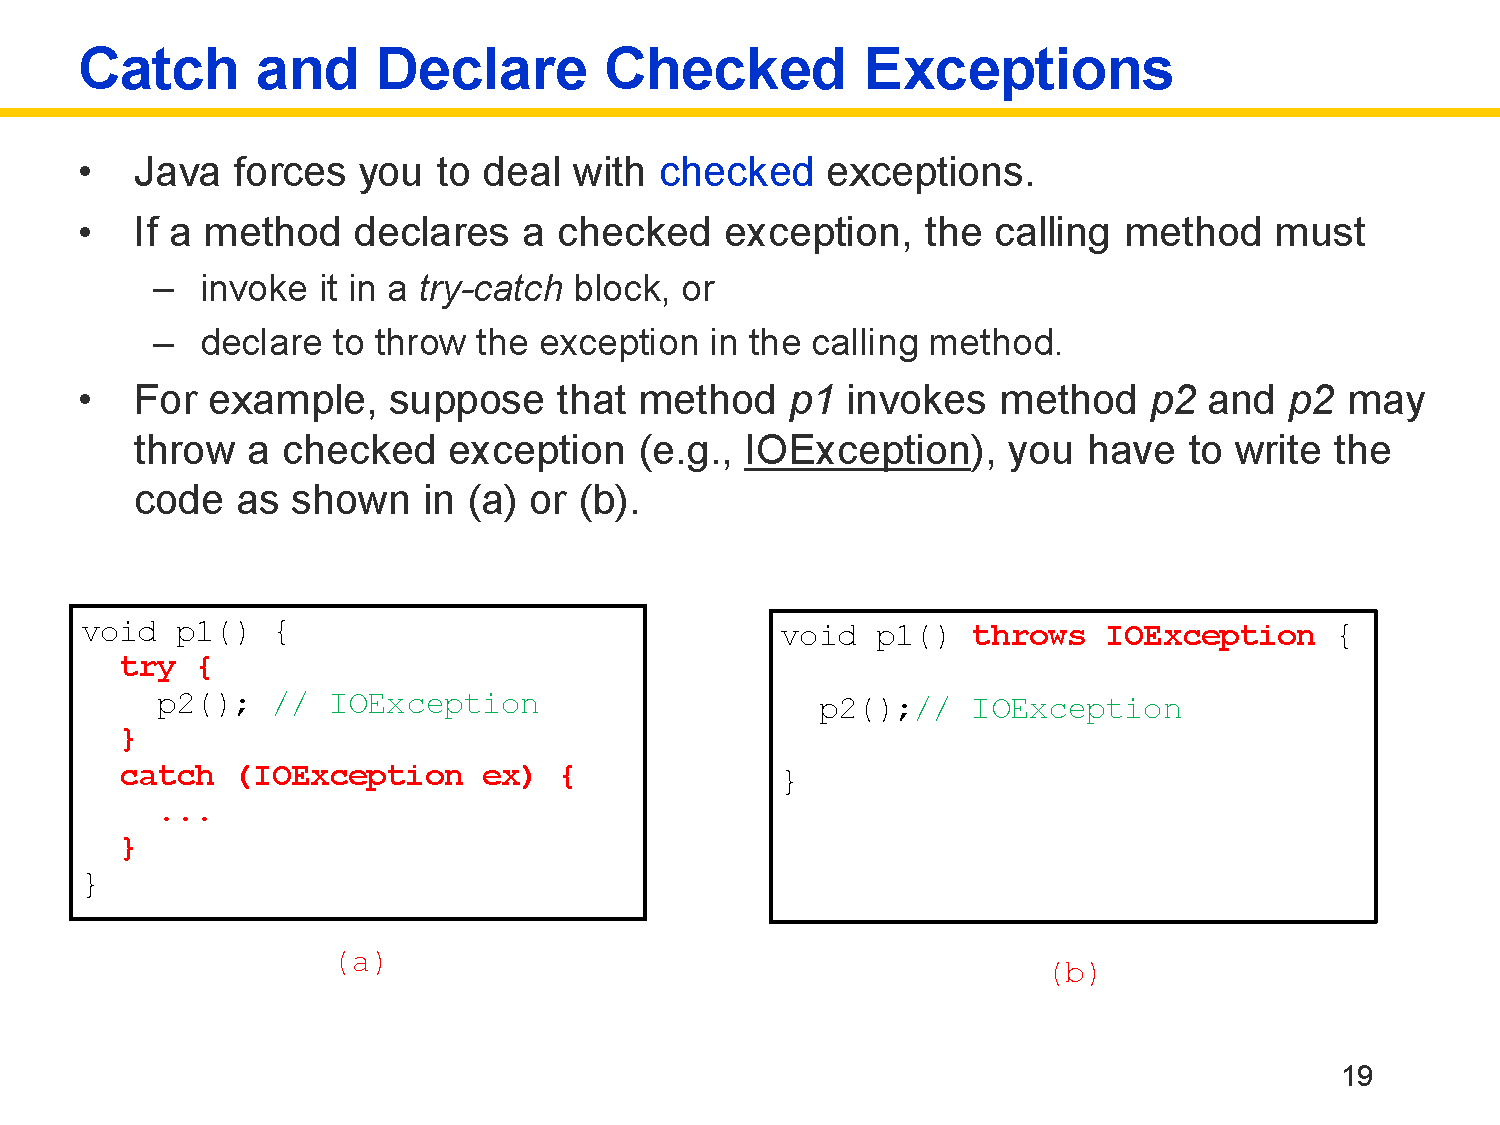 Catch and Declare Checked Exceptions
• Java forces you to deal with checked exceptions.
• If a method declares a checked exception, the calling method must
– invoke it in a try-catch block, or
– declare to throw the exception in the calling method.
• For example, suppose that method p1 invokes method p2 and p2 may
throw a checked exception (e.g., IOException), you have to write the
code as shown in (a) or (b).
void p1() {
  try {
    p2(); // IOException
  }
  catch (IOException ex) {
    ...
  }
}
(a)
void p1() throws IOException {
  p2();// IOException
}
(b)
19